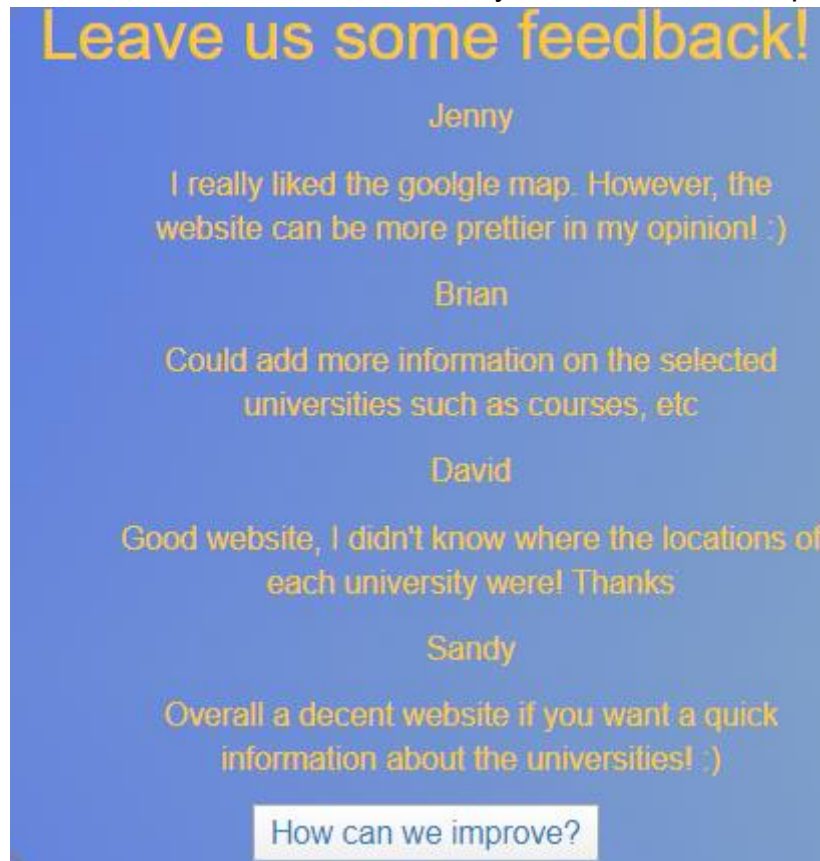 Leave us some feedback!
Jenny
I really liked the goolgle map. However, the
website can be more prettier in my opinion! :)
Brian
Could add more information on the selected
universities such as courses, etc
David
Good website, I didn't know where the locations of
each university were! Thanks
Sandy
Overall a decent website if you want a quick
information about the universities! :)
How can we improve?